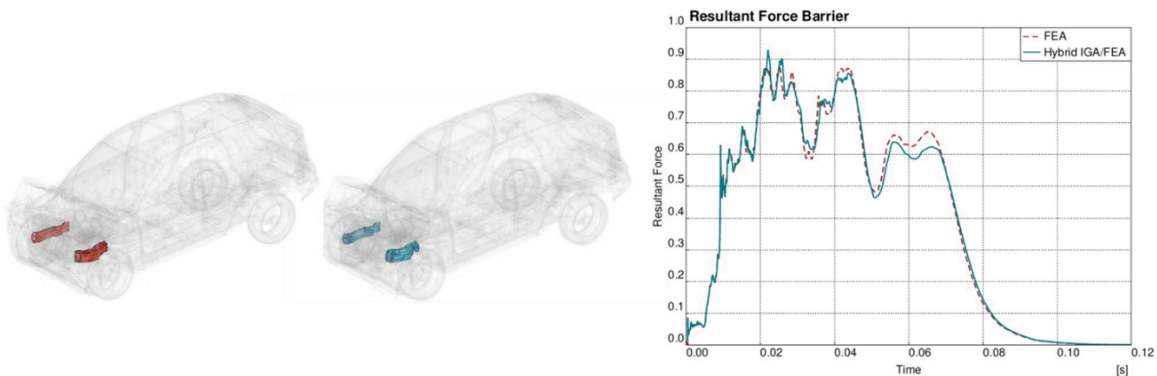 Resultant Force Barrier
1.0
0.9
0.8
0.7
0.6
0.5
0.4
0.3
0.2
0.1
0.0
Resultant Force
FEA
Hybrid IGA/FEA
0.00 0.02 0.04 0.06 0.08 0.10 0.12
Time [s]